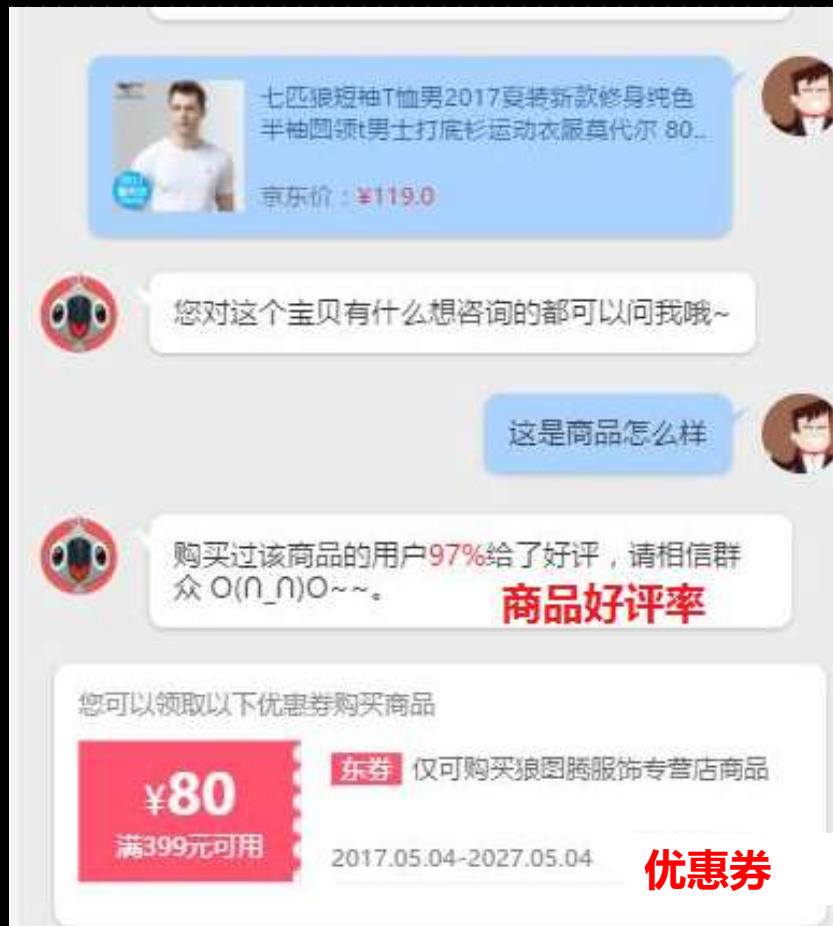 七匹狼短袖T恤男2017夏装新款修身纯色
半袖圆领t男士打底衫运动衣服莫代尔 80..
京东价：¥119.0
您对这个宝贝有什么想咨询的都可以问我哦~
这是商品怎么样
购买过该商品的用户97%给了好评，请相信群
众 O(∩_∩)O~~。
商品好评率
您可以领取以下优惠券购买商品
¥80
满399元可用
东券 仅可购买狼图腾服饰专营店商品
2017.05.04-2027.05.04
优惠券